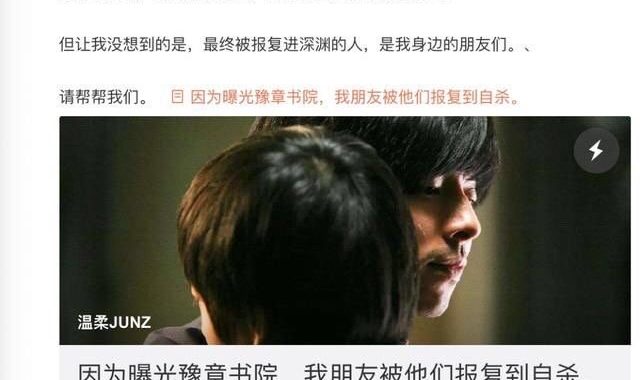 但让我没想到的是，最终被报复进深渊的人，是我身边的朋友们。、
请帮帮我们。 因为曝光豫章书院，我朋友被他们报复到自杀。
温柔JUNZ
因为曝光豫章书院，我朋友被他们报复到自杀